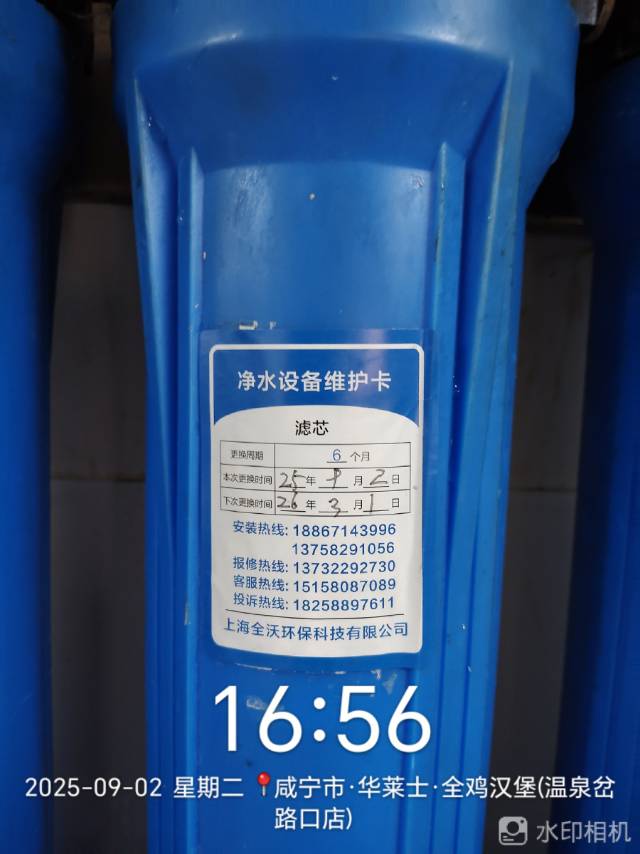 净水设备维护卡
滤芯
更换周期 6 个月
本次更换时间 25 年 9 月 2 日
下次更换时间 26 年 3 月 1 日
安装热线: 18867143996
13758291056
报修热线: 13732292730
客服热线: 15158087089
投诉热线: 18258897611
上海全沃环保科技有限公司
16:56
2025-09-02 星期二 咸宁市·华莱士·全鸡汉堡(温泉岔
路口店)
水印相机